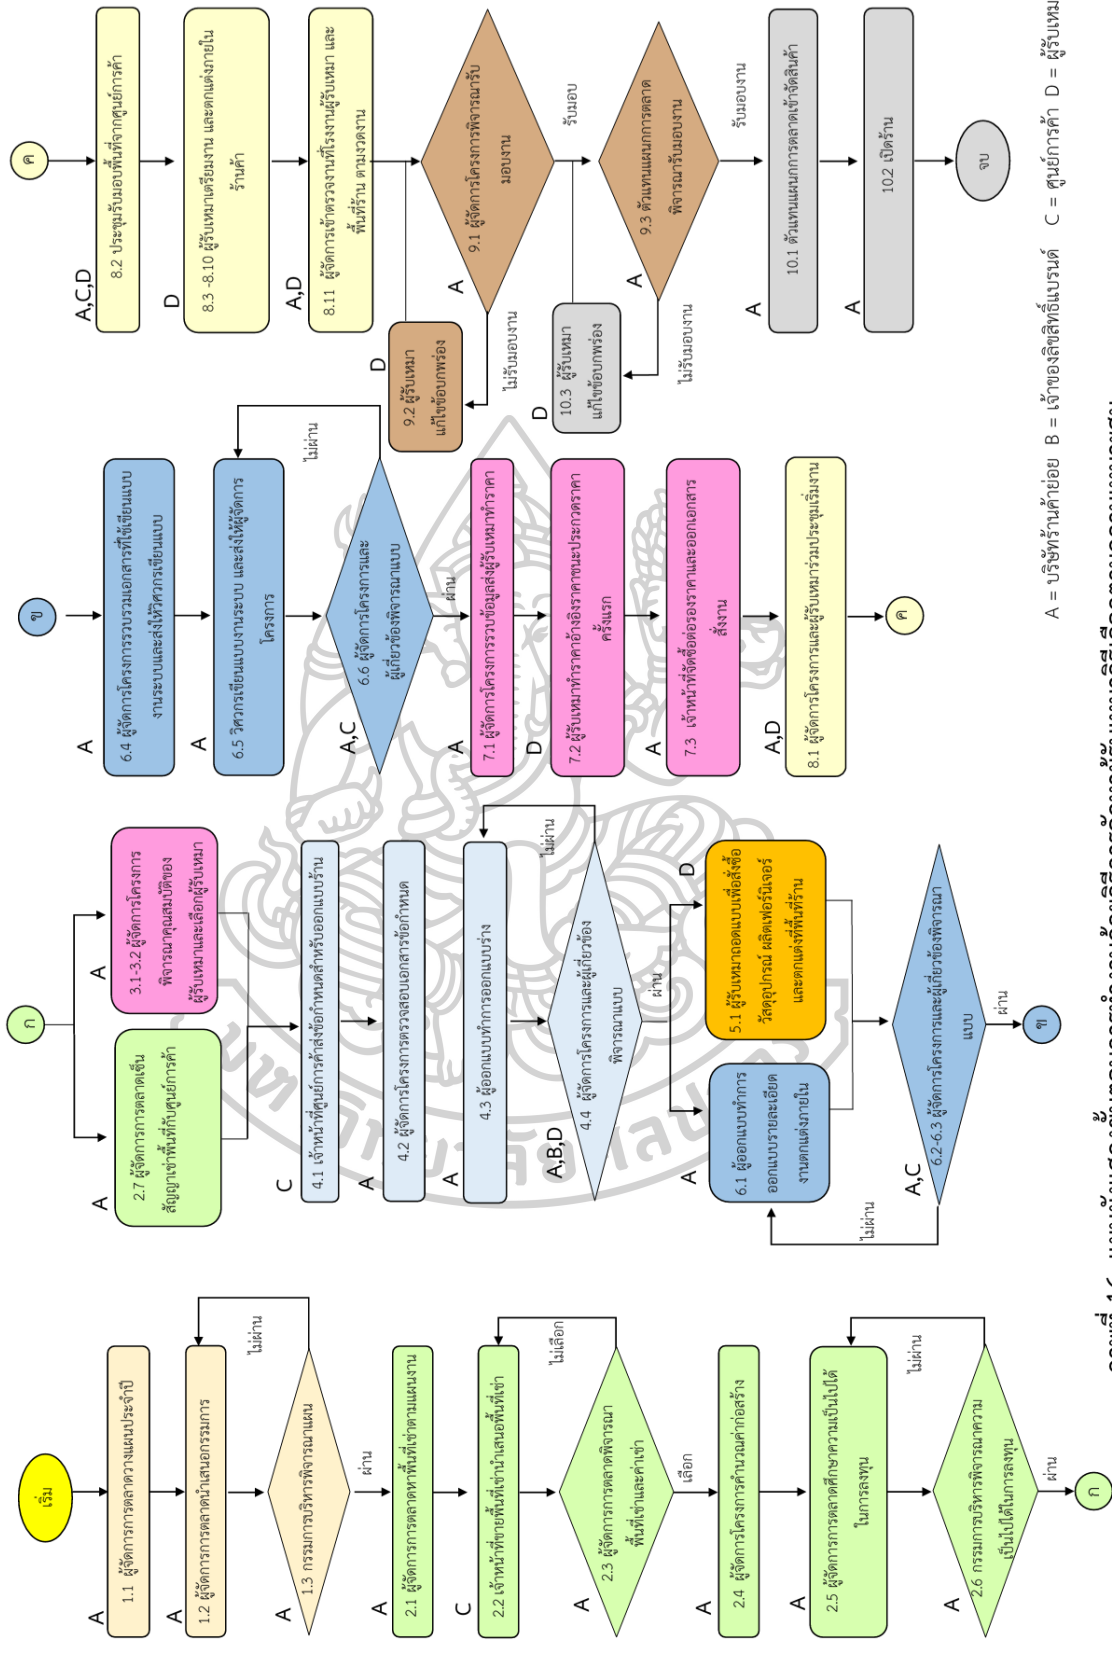 เริ่ม
A
1.1 ผู้จัดการการตลาดวางแผนประจำปี
A
1.2 ผู้จัดการการตลาดนำเสนอกรรมการ
A
1.3 กรรมการบริหารพิจารณาแผน
ไม่ผ่าน
ผ่าน
A
2.1 ผู้จัดการการตลาดหาพื้นที่เช่าตามแผนงาน
C
2.2 เจ้าหน้าที่ขายพื้นที่เช่านำเสนอพื้นที่เช่า
A
2.3 ผู้จัดการการตลาดพิจารณา
พื้นที่เช่าและค่าเช่า
ไม่เลือก
เลือก
A
2.4 ผู้จัดการโครงการคำนวณค่าก่อสร้าง
A
2.5 ผู้จัดการการตลาดศึกษาความเป็นไปได้
ในการลงทุน
A
2.6 กรรมการบริหารพิจารณาความ
เป็นไปได้ในการลงทุน
ไม่ผ่าน
ผ่าน
ก
ก
A
2.7 ผู้จัดการการตลาดเซ็น
สัญญาเช่าพื้นที่กับศูนย์การค้า
A
3.1-3.2 ผู้จัดการโครงการ
พิจารณาคุณสมบัติของ
ผู้รับเหมาและเลือกผู้รับเหมา
C
4.1 เจ้าหน้าที่ศูนย์การค้าส่งข้อกำหนดสำหรับออกแบบร้าน
A
4.2 ผู้จัดการโครงการตรวจสอบเอกสารข้อกำหนด
A
4.3 ผู้ออกแบบทำการออกแบบร่าง
A,B,D
4.4 ผู้จัดการโครงการและผู้เกี่ยวข้อง
พิจารณาแบบ
ไม่ผ่าน
ผ่าน
A
6.1 ผู้ออกแบบทำการ
ออกแบบรายละเอียด
งานตกแต่งภายใน
D
5.1 ผู้รับเหมาถอดแบบเพื่อสั่งซื้อ
วัสดุอุปกรณ์ ผลิตเฟอร์นิเจอร์
และตกแต่งที่พื้นที่ร้าน
A,C
6.2-6.3 ผู้จัดการโครงการและผู้เกี่ยวข้องพิจารณา
แบบ
ไม่ผ่าน
ผ่าน
ข
ข
A
6.4 ผู้จัดการโครงการรวบรวมเอกสารที่ใช้เขียนแบบ
งานระบบและส่งให้วิศวกรเขียนแบบ
A
6.5 วิศวกรเขียนแบบงานระบบ และส่งให้ผู้จัดการ
โครงการ
A,C
6.6 ผู้จัดการโครงการและ
ผู้เกี่ยวข้องพิจารณาแบบ
ไม่ผ่าน
ผ่าน
A
7.1 ผู้จัดการโครงการรวบข้อมูลส่งผู้รับเหมาทำราคา
D
7.2 ผู้รับเหมาทำราคาอ้างอิงราคาชนะประกวดราคา
ครั้งแรก
A
7.3 เจ้าหน้าที่จัดซื้อต่อรองราคาและออกเอกสาร
สั่งงาน
A,D
8.1 ผู้จัดการโครงการและผู้รับเหมาร่วมประชุมเริ่มงาน
ค
ค
A,C,D
8.2 ประชุมรับมอบพื้นที่จากศูนย์การค้า
D
8.3 -8.10 ผู้รับเหมาเตรียมงาน และตกแต่งภายใน
ร้านค้า
A,D
8.11 ผู้จัดการเข้าตรวจงานที่โรงงานผู้รับเหมา และ
พื้นที่ร้าน ตามงวดงาน
A
9.1 ผู้จัดการโครงการพิจารณารับ
มอบงาน
ไม่รับมอบงาน
รับมอบ
D
9.2 ผู้รับเหมา
แก้ไขข้อบกพร่อง
A
9.3 ตัวแทนแผนกการตลาด
พิจารณารับมอบงาน
ไม่รับมอบงาน
รับมอบงาน
D
10.3 ผู้รับเหมา
แก้ไขข้อบกพร่อง
A
10.1 ตัวแทนแผนกการตลาดเข้าจัดสินค้า
A
10.2 เปิดร้าน
จบ
A = บริษัทร้านค้าย่อย B = เจ้าของลิขสิทธิ์แบรนด์ C = ศูนย์การค้า D = ผู้รับเหม